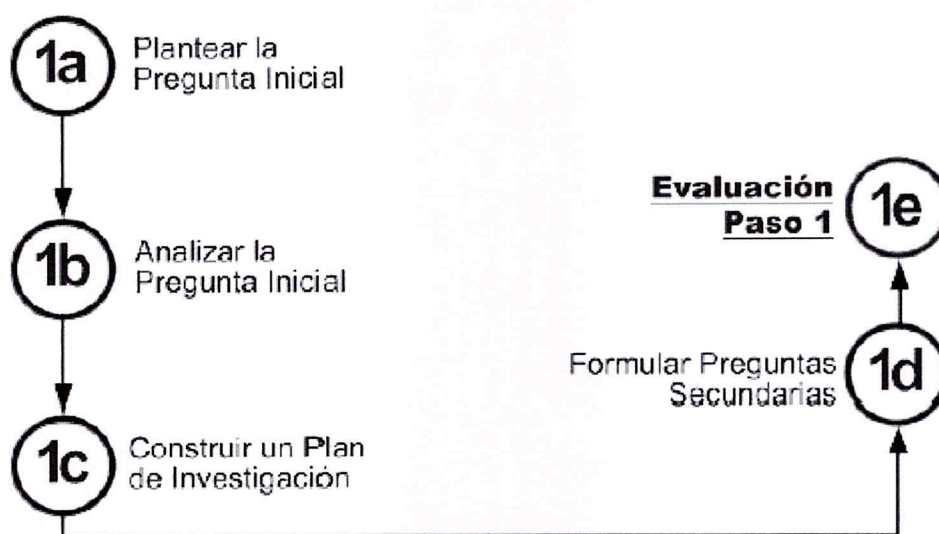 1a
Plantear la
Pregunta Inicial
1b
Analizar la
Pregunta Inicial
1c
Construir un Plan
de Investigación
1d
Formular Preguntas
Secundarias
1e
Evaluación
Paso 1